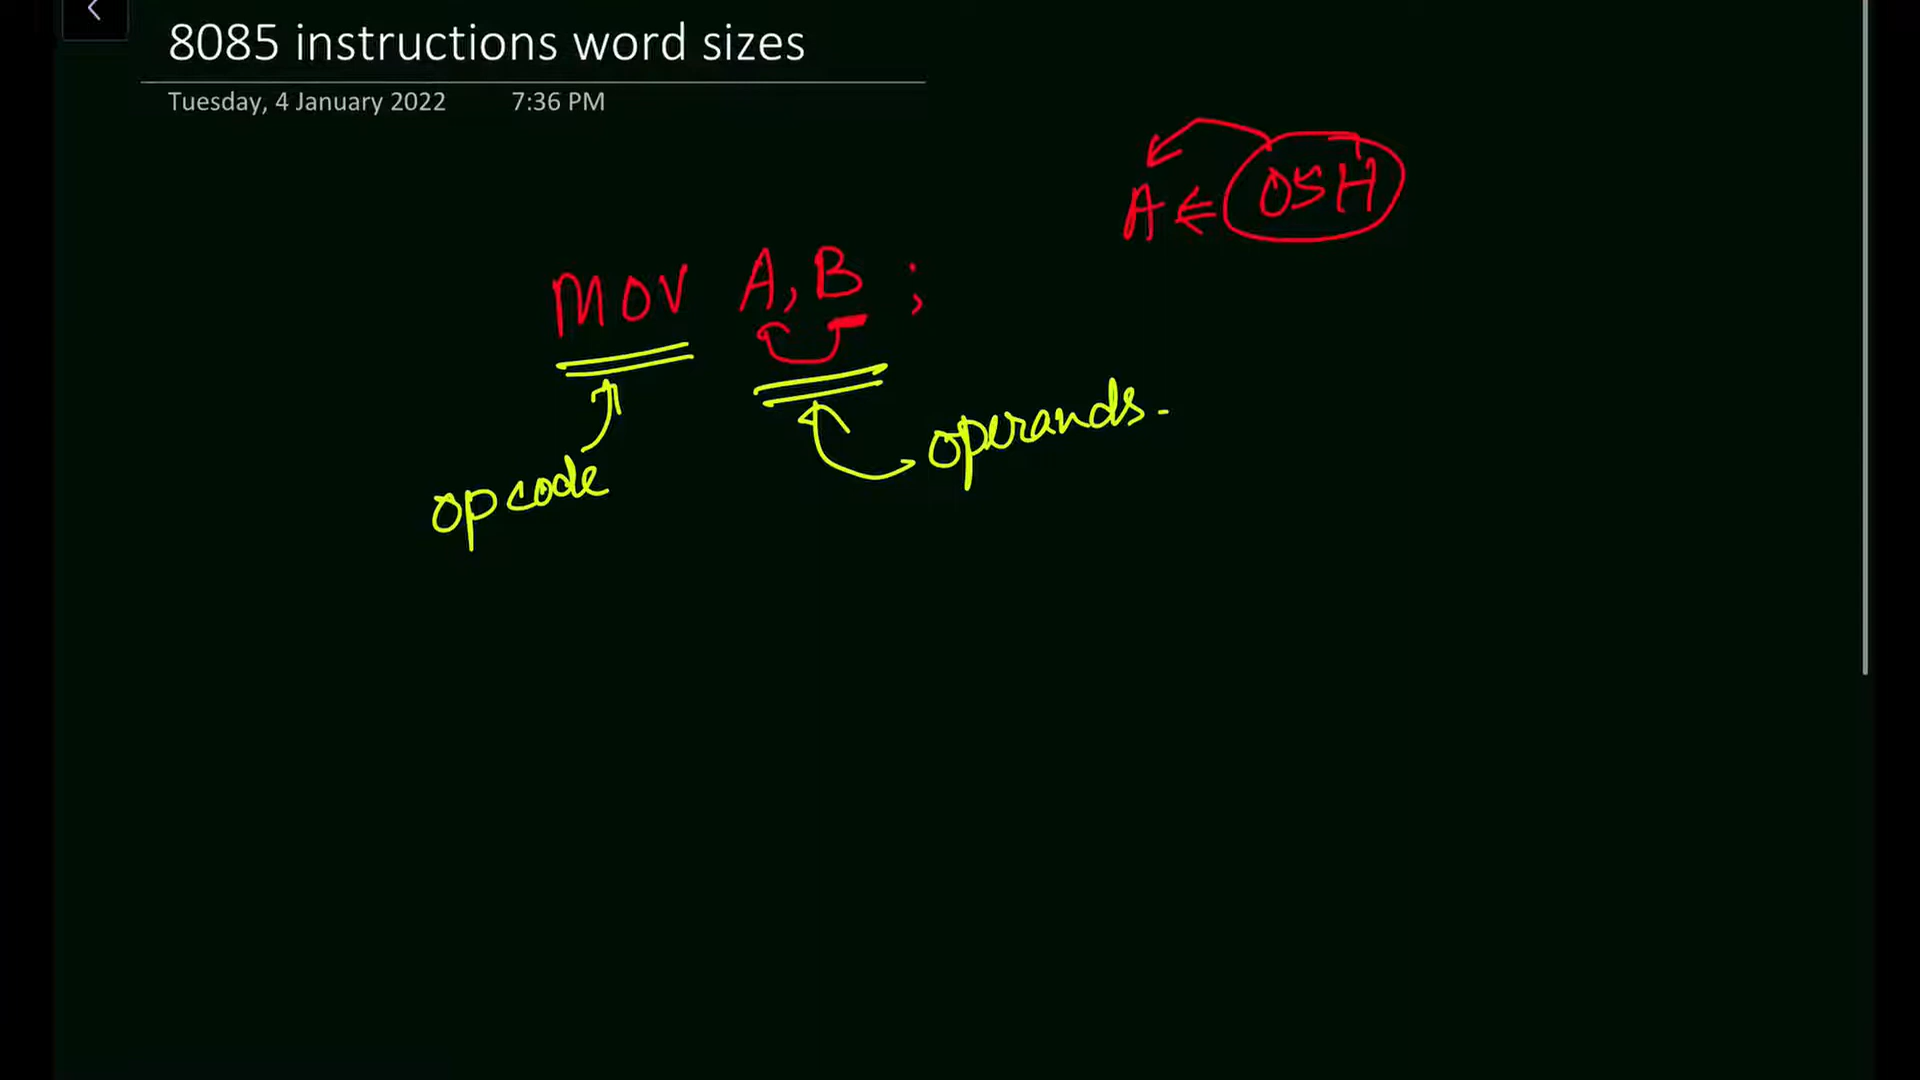 8085 instructions word sizes
Tuesday, 4 January 2022 7:36 PM
A ← 05H
MOV A, B ;
operands.
opcode